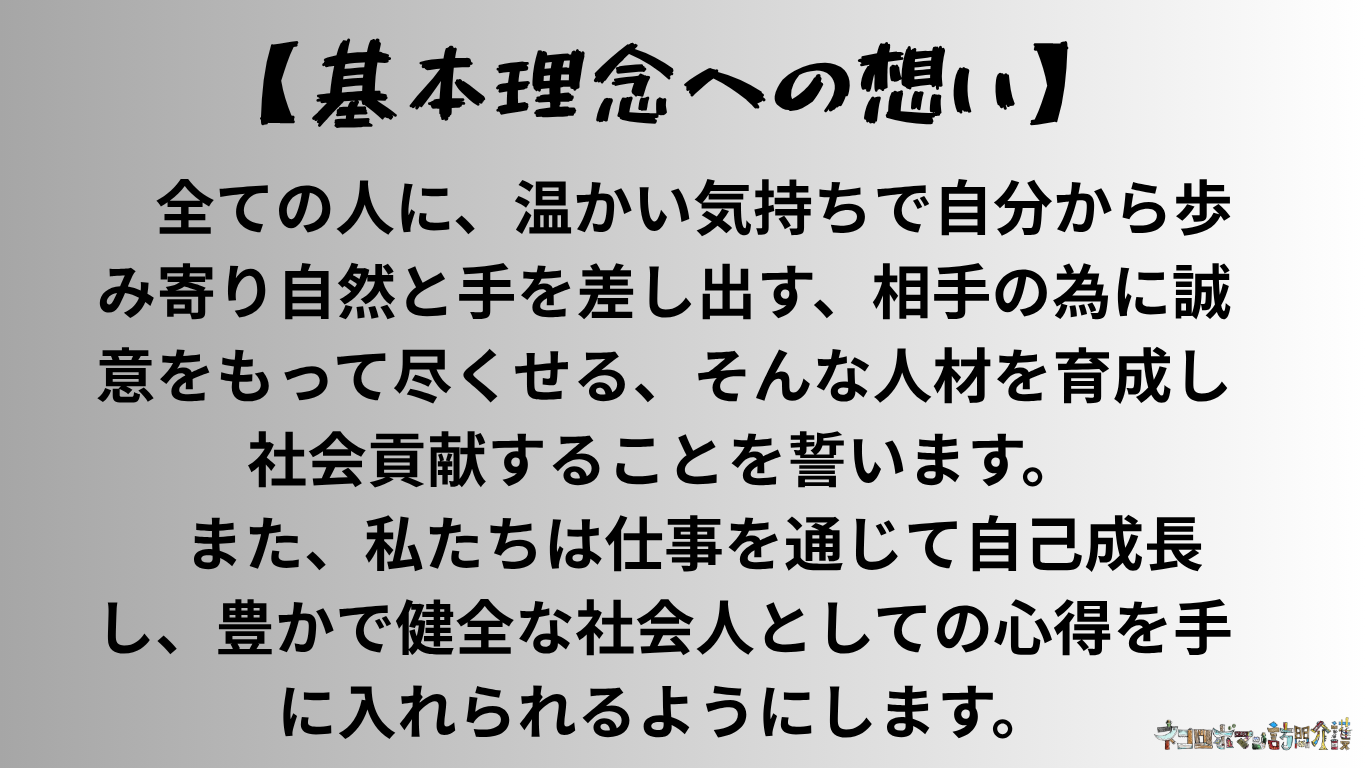 【基本理念への想い】
全ての人に、温かい気持ちで自分から歩
み寄り自然と手を差し出す、相手の為に誠
意をもって尽くせる、そんな人材を育成し
社会貢献することを誓います。
また、私たちは仕事を通じて自己成長
し、豊かで健全な社会人としての心得を手
に入れられるようにします。
ネコロボマン訪問介護